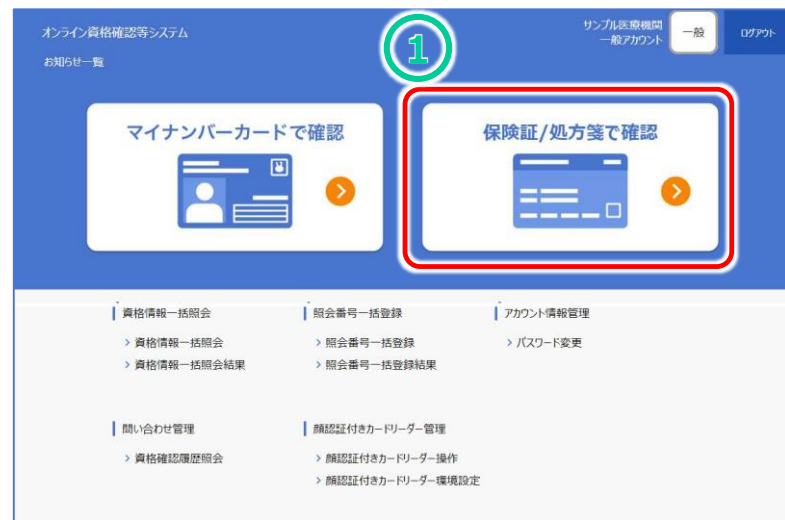 オンライン資格確認等システム
サンプル医療機関
一般アカウント
一般
ログアウト
お知らせ一覧
1
マイナンバーカードで確認
保険証/処方箋で確認
資格情報一括照会
照会番号一括登録
アカウント情報管理
> 資格情報一括照会
> 照会番号一括登録
> パスワード変更
> 資格情報一括照会結果
> 照会番号一括登録結果
問い合わせ管理
顔認証付きカードリーダー管理
> 資格確認履歴照会
> 顔認証付きカードリーダー操作
> 顔認証付きカードリーダー環境設定